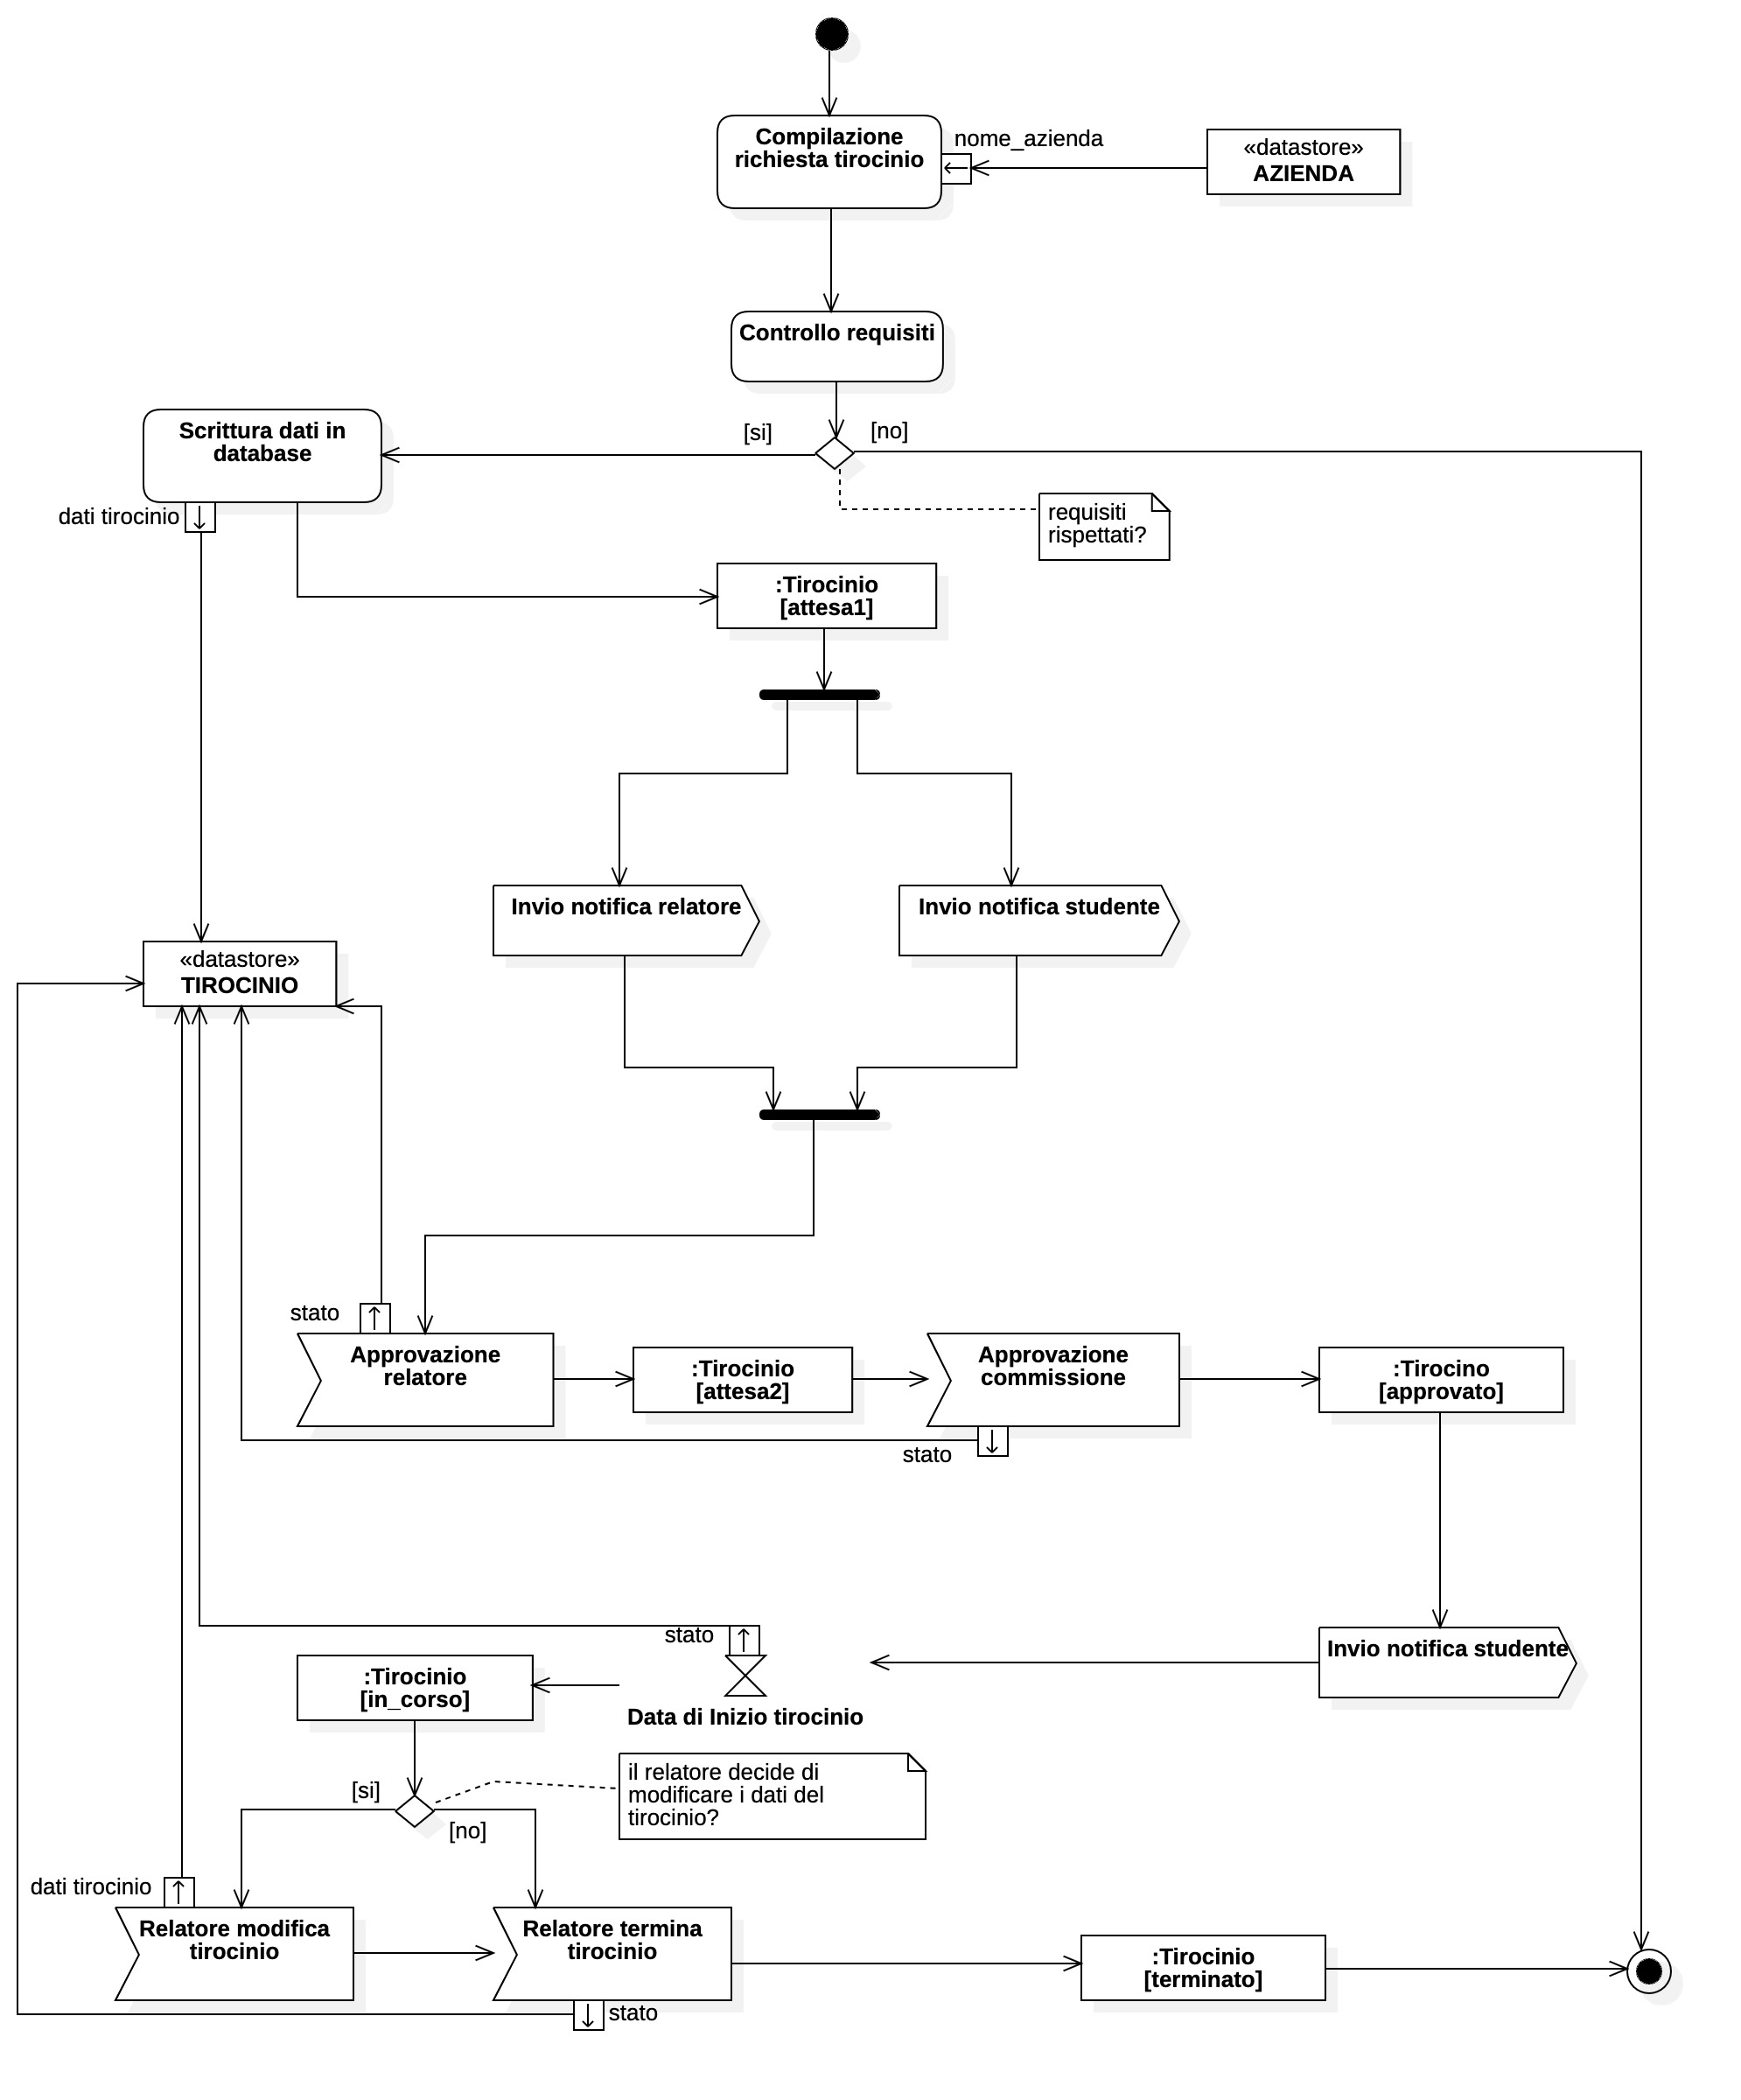 Compilazione
richiesta tirocinio
nome_azienda
«datastore»
AZIENDA
Controllo requisiti
[si]
[no]
Scrittura dati in
database
dati tirocinio
requisiti
rispettati?
:Tirocinio
[attesa1]
Invio notifica relatore
Invio notifica studente
«datastore»
TIROCINIO
stato
Approvazione
relatore
:Tirocinio
[attesa2]
Approvazione
commissione
:Tirocino
[approvato]
stato
stato
Invio notifica studente
:Tirocinio
[in_corso]
Data di Inizio tirocinio
il relatore decide di
modificare i dati del
tirocinio?
[si]
[no]
dati tirocinio
Relatore modifica
tirocinio
Relatore termina
tirocinio
:Tirocinio
[terminato]
stato